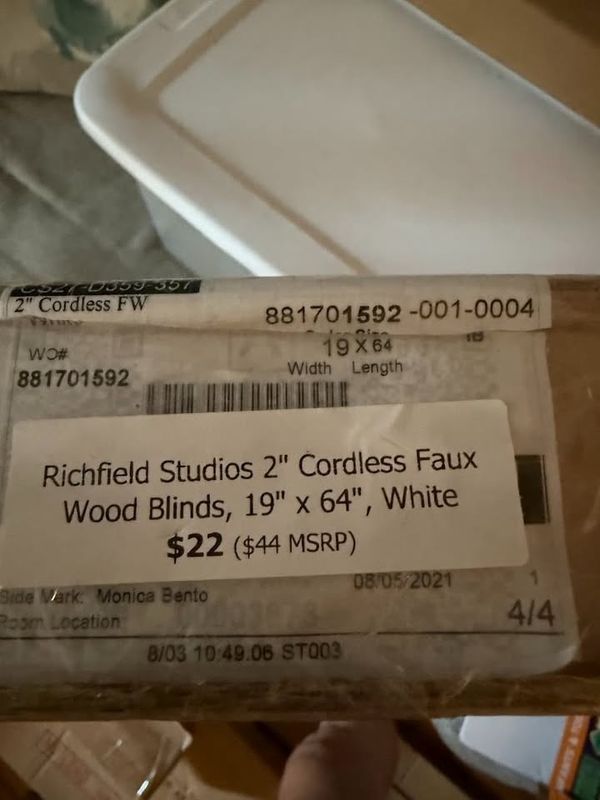 2" Cordless FW
881701592 -001-0004
WO#
19 X 64
18
881701592
Width Length
Richfield Studios 2" Cordless Faux
Wood Blinds, 19" x 64", White
$22 ($44 MSRP)
08/05/2021
1
Side Mark: Monica Bento
Room Location
4/4
8/03 10:49.06 ST003